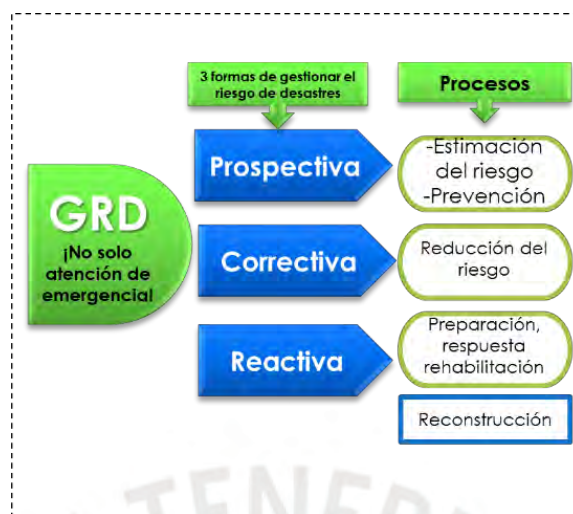 3 formas de gestionar el
riesgo de desastres
Procesos
GRD
¡No solo
atención de
emergencia!
Prospectiva
-Estimación
del riesgo
-Prevención
Correctiva
Reducción del
riesgo
Reactiva
Preparación,
respuesta
rehabilitación
Reconstrucción
TENEB